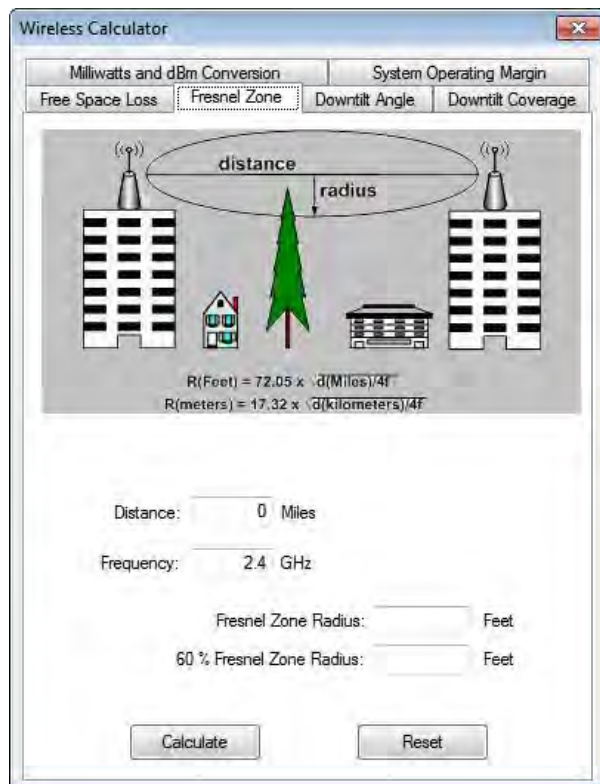 Wireless Calculator
Milliwatts and dBm Conversion System Operating Margin
Free Space Loss Fresnel Zone Downtilt Angle Downtilt Coverage
((o)) ((o))
distance
radius
R(Feet) = 72.05 x √d(Miles)/4f
R(meters) = 17.32 x √d(kilometers)/4f
Distance: 0 Miles
Frequency: 2.4 GHz
Fresnel Zone Radius: Feet
60 % Fresnel Zone Radius: Feet
Calculate Reset